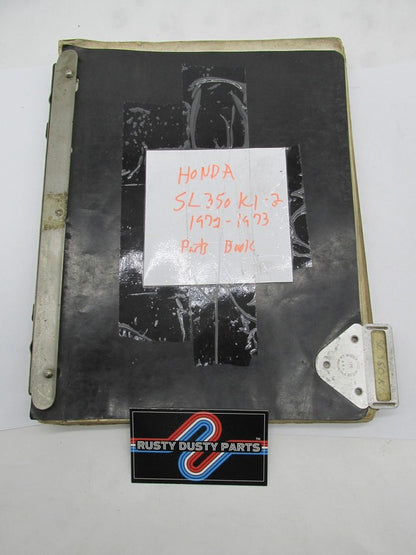 HONDA
SL350 K1-2
1972-1973
Parts Book
RUSTY DUSTY PARTS